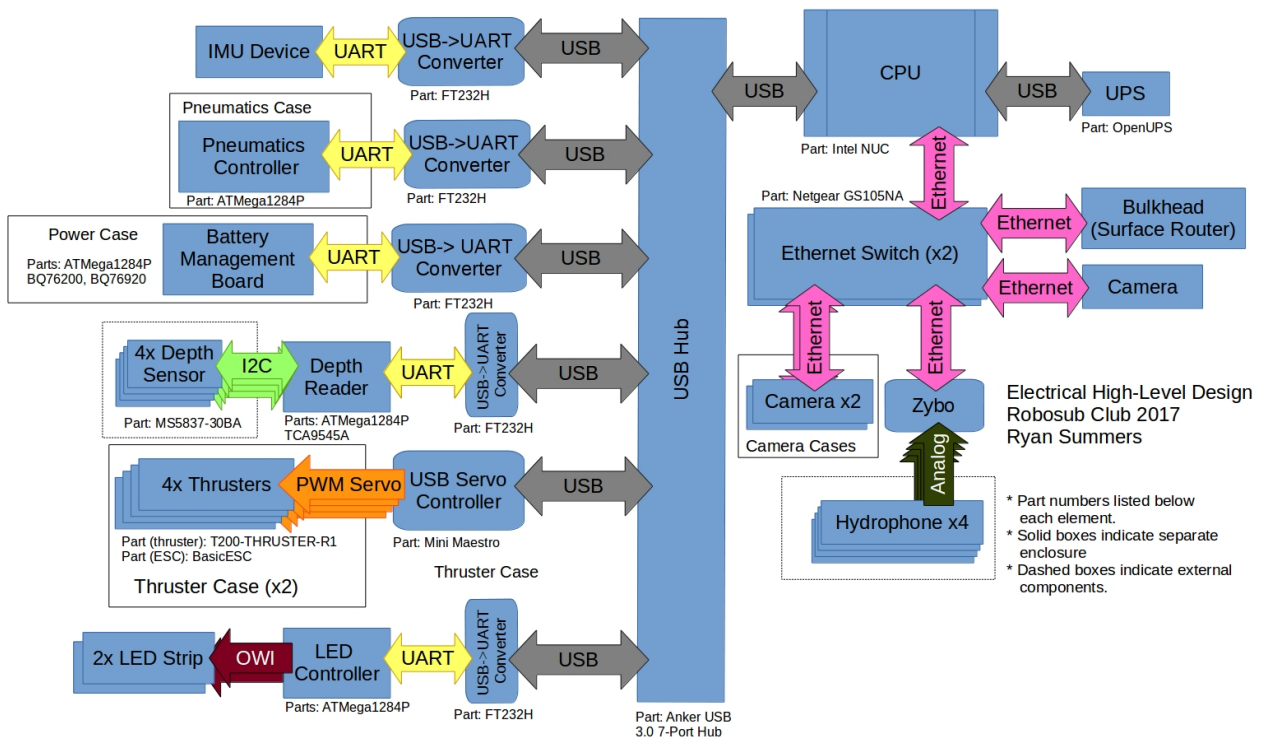 IMU Device
UART
USB->UART
Converter
USB
Part: FT232H
Pneumatics Case
Pneumatics
Controller
Part: ATMega1284P
UART
USB->UART
Converter
USB
Part: FT232H
Power Case
Parts: ATMega1284P
BQ76200, BQ76920
Battery
Management
Board
UART
USB-> UART
Converter
USB
Part: FT232H
4x Depth
Sensor
Part: MS5837-30BA
I2C
Depth
Reader
Parts: ATMega1284P
TCA9545A
UART
USB->UART
Converter
USB
Part: FT232H
4x Thrusters
PWM Servo
USB Servo
Controller
USB
Part (thruster): T200-THRUSTER-R1
Part (ESC): BasicESC
Thruster Case (x2)
Part: Mini Maestro
Thruster Case
2x LED Strip
OWI
LED
Controller
Parts: ATMega1284P
UART
USB->UART
Converter
USB
Part: FT232H
USB Hub
Part: Anker USB
3.0 7-Port Hub
USB
CPU
Part: Intel NUC
USB
UPS
Part: OpenUPS
Ethernet
Part: Netgear GS105NA
Ethernet Switch (x2)
Ethernet
Bulkhead
(Surface Router)
Ethernet
Camera
Ethernet
Camera x2
Camera Cases
Ethernet
Zybo
Analog
Hydrophone x4
Electrical High-Level Design
Robosub Club 2017
Ryan Summers
* Part numbers listed below
each element.
* Solid boxes indicate separate
enclosure
* Dashed boxes indicate external
components.